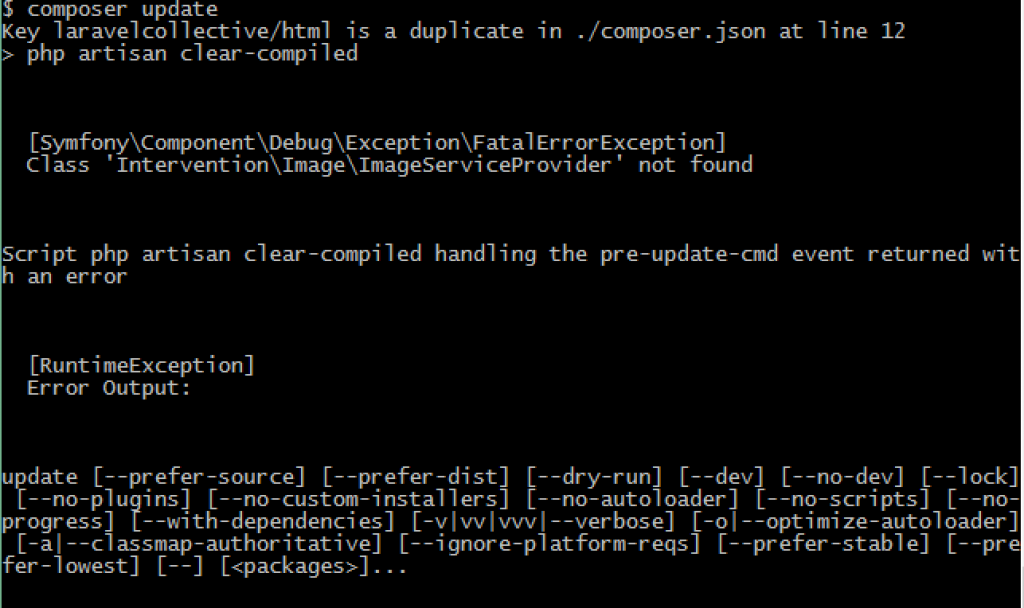 $ composer update
Key laravelcollective/html is a duplicate in ./composer.json at line 12
> php artisan clear-compiled
[Symfony\Component\Debug\Exception\FatalErrorException]
Class 'Intervention\Image\ImageServiceProvider' not found
Script php artisan clear-compiled handling the pre-update-cmd event returned wit
h an error
[RuntimeException]
Error Output:
update [--prefer-source] [--prefer-dist] [--dry-run] [--dev] [--no-dev] [--lock]
[--no-plugins] [--no-custom-installers] [--no-autoloader] [--no-scripts] [--no-
progress] [--with-dependencies] [-v|vv|vvv|--verbose] [-o|--optimize-autoloader]
[-a|--classmap-authoritative] [--ignore-platform-reqs] [--prefer-stable] [--pre
fer-lowest] [--] [<packages>]...